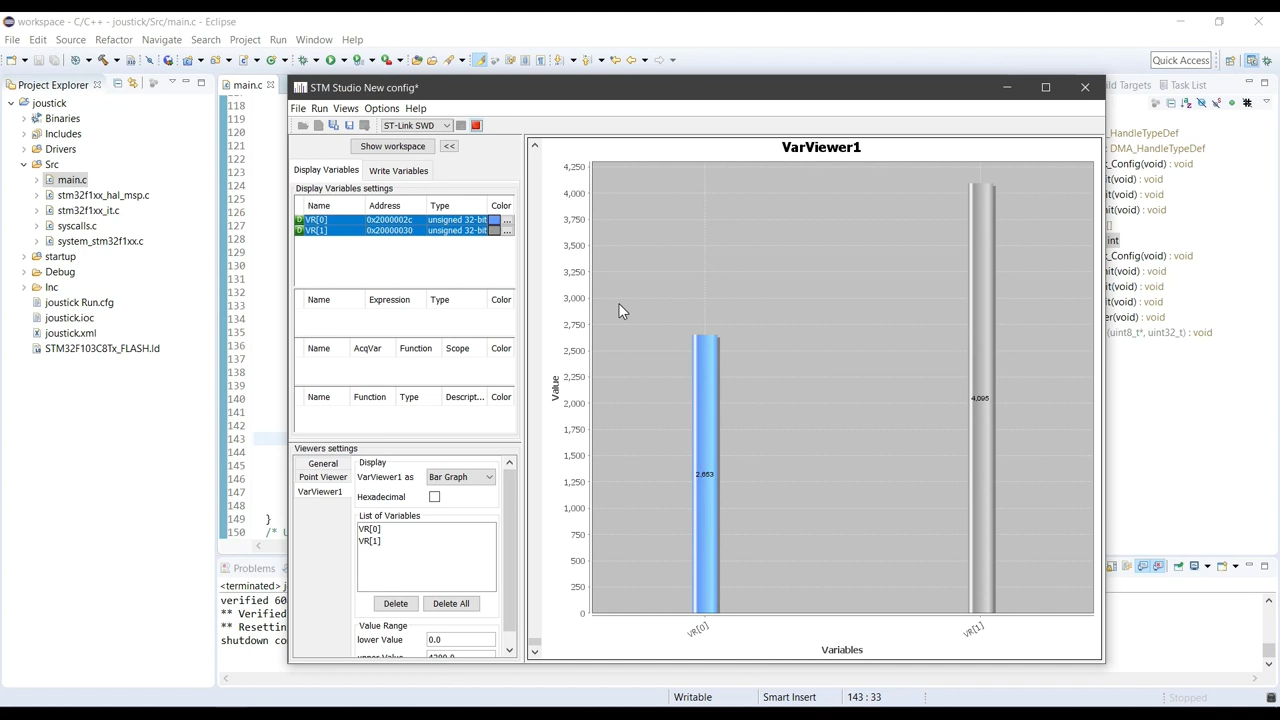 workspace - C/C++ - joustick/Src/main.c - Eclipse
File Edit Source Refactor Navigate Search Project Run Window Help
Quick Access
Project Explorer
joustick
Binaries
Includes
Drivers
Src
main.c
stm32f1xx_hal_msp.c
stm32f1xx_it.c
syscalls.c
system_stm32f1xx.c
startup
Debug
Inc
joustick Run.cfg
joustick.ioc
joustick.xml
STM32F103C8Tx_FLASH.ld
main.c
118
119
120
121
122
123
124
125
126
127
128
129
130
131
132
133
134
135
136
137
138
139
140
141
142
143
144
145
146
147
148
149 }
150 /* U
STM Studio New config*
File Run Views Options Help
ST-Link SWD
Show workspace <<
Display Variables Write Variables
Display Variables settings
Name Address Type Color
VR[0] 0x2000002c unsigned 32-bit ...
VR[1] 0x20000030 unsigned 32-bit ...
Name Expression Type Color
Name AcqVar Function Scope Color
Name Function Type Descript... Color
Viewers settings
General
Point Viewer
VarViewer1
Display
VarViewer1 as Bar Graph
Hexadecimal
List of Variables
VR[0]
VR[1]
Delete Delete All
Value Range
lower Value 0.0
VarViewer1
4,250
4,000
3,750
3,500
3,250
3,000
2,750
2,500
2,250
2,000
1,750
1,500
1,250
1,000
750
500
250
0
Value
2,653
4,095
VR[0] VR[1]
Variables
ld Targets Task List
_HandleTypeDef
: DMA_HandleTypeDef
_Config(void) : void
it(void) : void
it(void) : void
[]
int
_Config(void) : void
it(void) : void
it(void) : void
it(void) : void
er(void) : void
(uint8_t*, uint32_t) : void
Problems
<terminated> j
verified 60
** Verified
** Resettin
shutdown co
Writable Smart Insert 143 : 33 Stopped